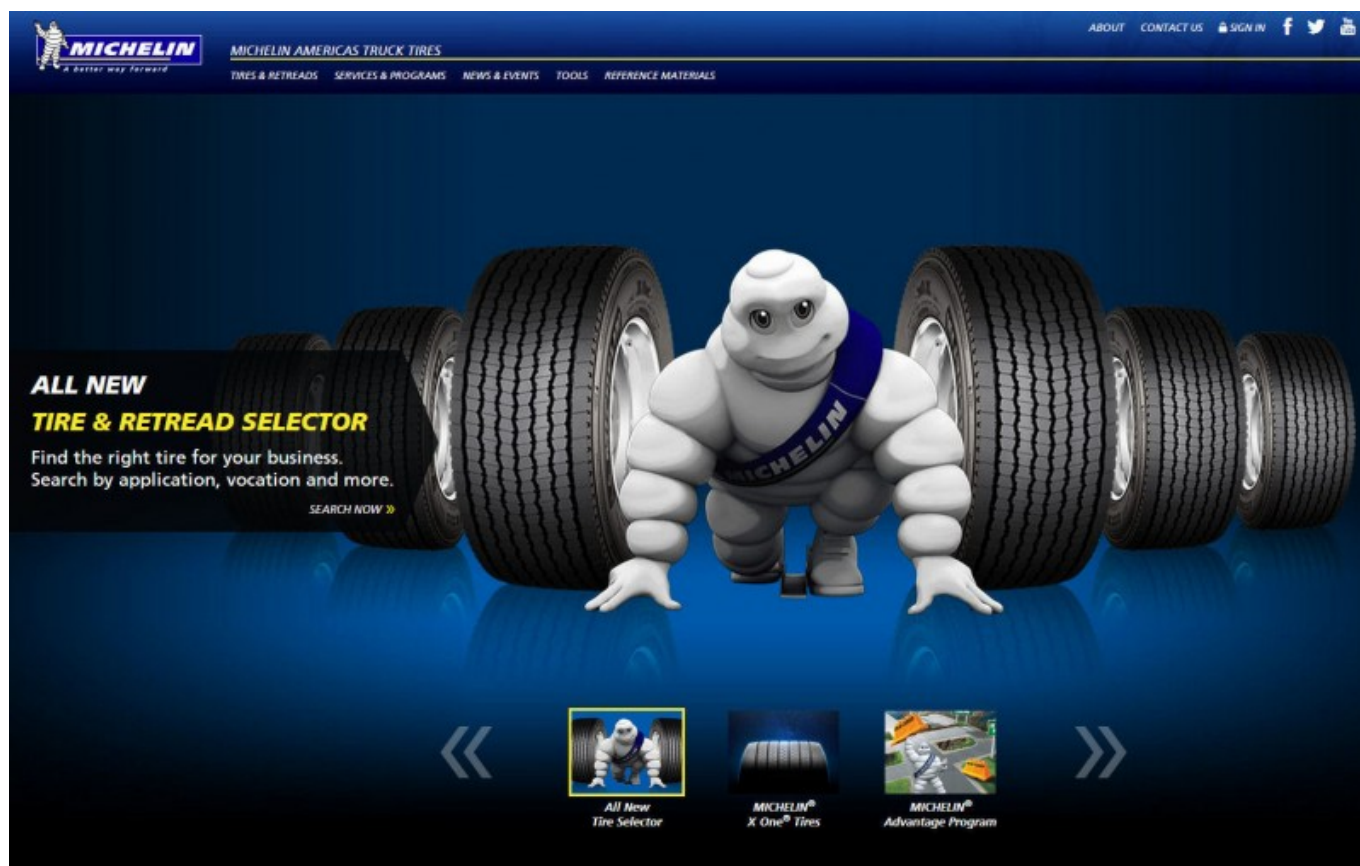 MICHELIN
A better way forward
MICHELIN AMERICAS TRUCK TIRES
ABOUT CONTACT US SIGN IN
TIRES & RETREADS SERVICES & PROGRAMS NEWS & EVENTS TOOLS REFERENCE MATERIALS
ALL NEW
TIRE & RETREAD SELECTOR
Find the right tire for your business.
Search by application, vocation and more.
SEARCH NOW »
MICHELIN
All New
Tire Selector
MICHELIN®
X One® Tires
MICHELIN®
Advantage Program